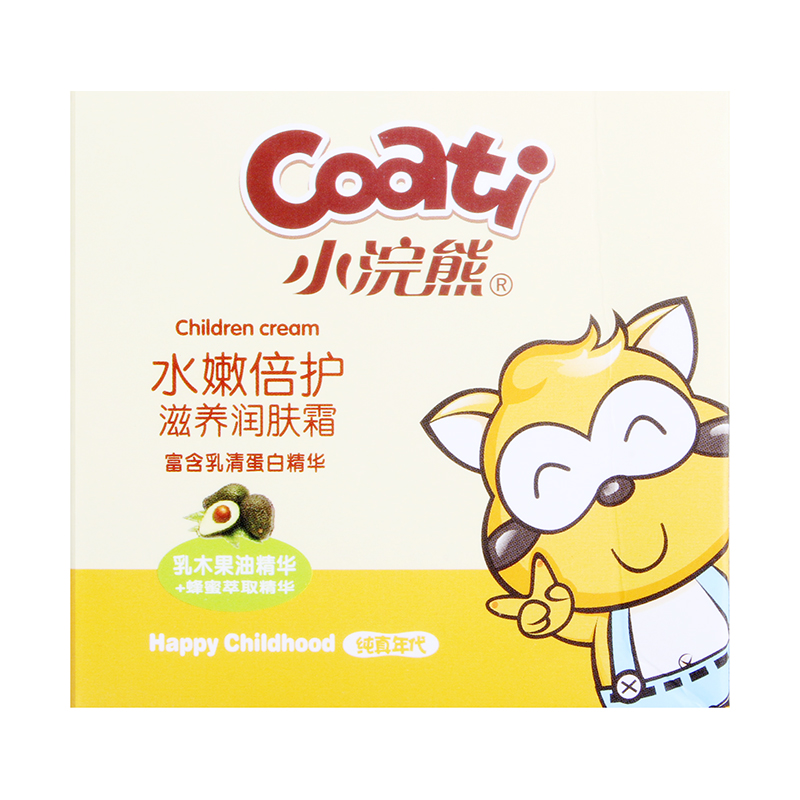 Coati
小浣熊®
Children cream
水嫩倍护
滋养润肤霜
富含乳清蛋白精华
乳木果油精华
+蜂蜜萃取精华
Happy Childhood 纯真年代